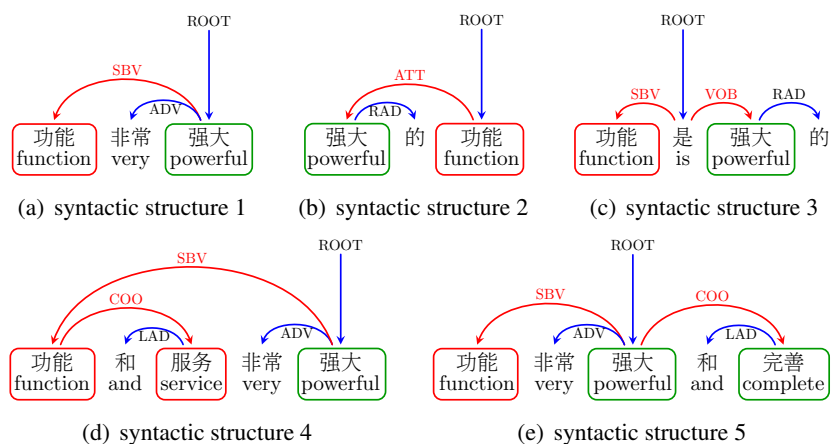 ROOT
SBV
ADV
功能 非常 强大
function very powerful
(a) syntactic structure 1
ROOT
ATT
RAD
强大 的 功能
powerful function
(b) syntactic structure 2
ROOT
SBV VOB RAD
功能 是 强大 的
function is powerful
(c) syntactic structure 3
ROOT
SBV
COO
LAD ADV
功能 和 服务 非常 强大
function and service very powerful
(d) syntactic structure 4
ROOT
SBV COO
ADV LAD
功能 非常 强大 和 完善
function very powerful and complete
(e) syntactic structure 5